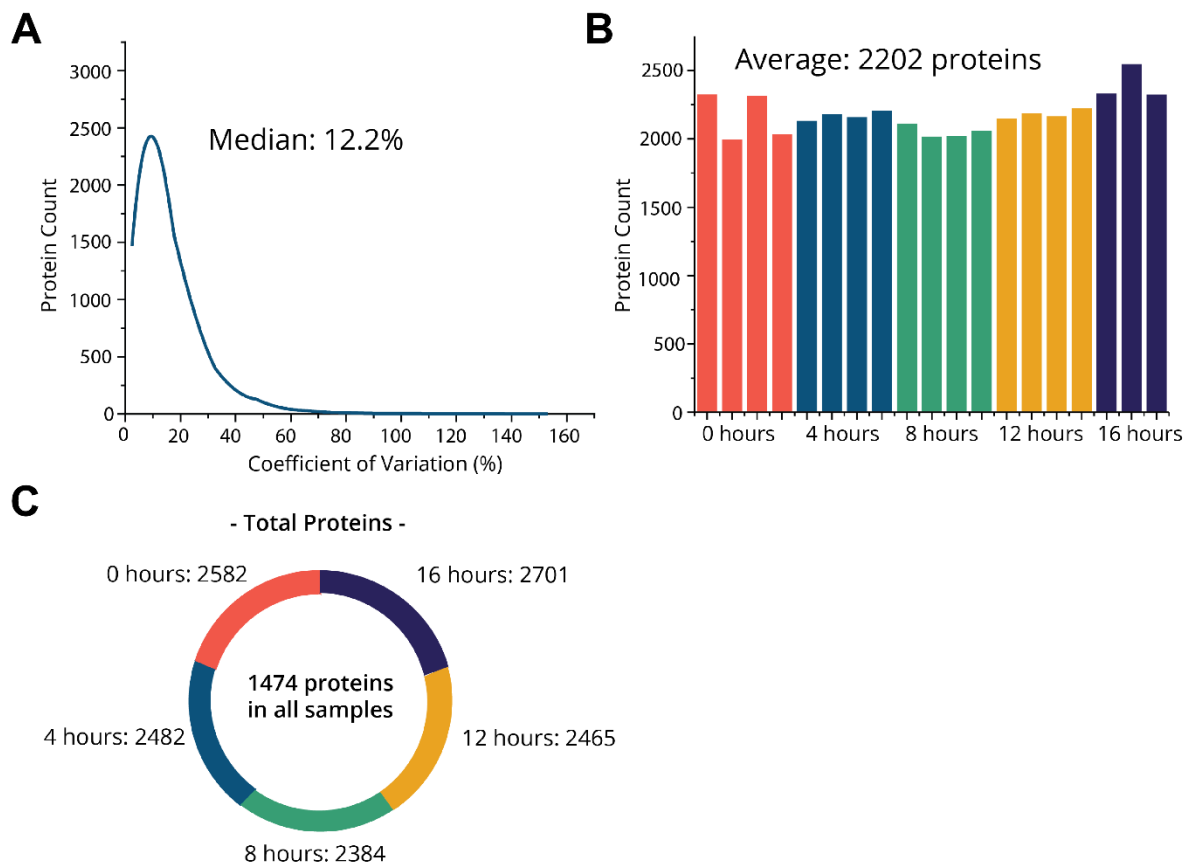 A
3000
2500
2000
1500
1000
500
0
Protein Count
Median: 12.2%
0 20 40 60 80 100 120 140 160
Coefficient of Variation (%)
B
Average: 2202 proteins
2500
2000
1500
1000
500
0
Protein Count
0 hours 4 hours 8 hours 12 hours 16 hours
C
- Total Proteins -
0 hours: 2582
16 hours: 2701
1474 proteins
in all samples
4 hours: 2482
12 hours: 2465
8 hours: 2384